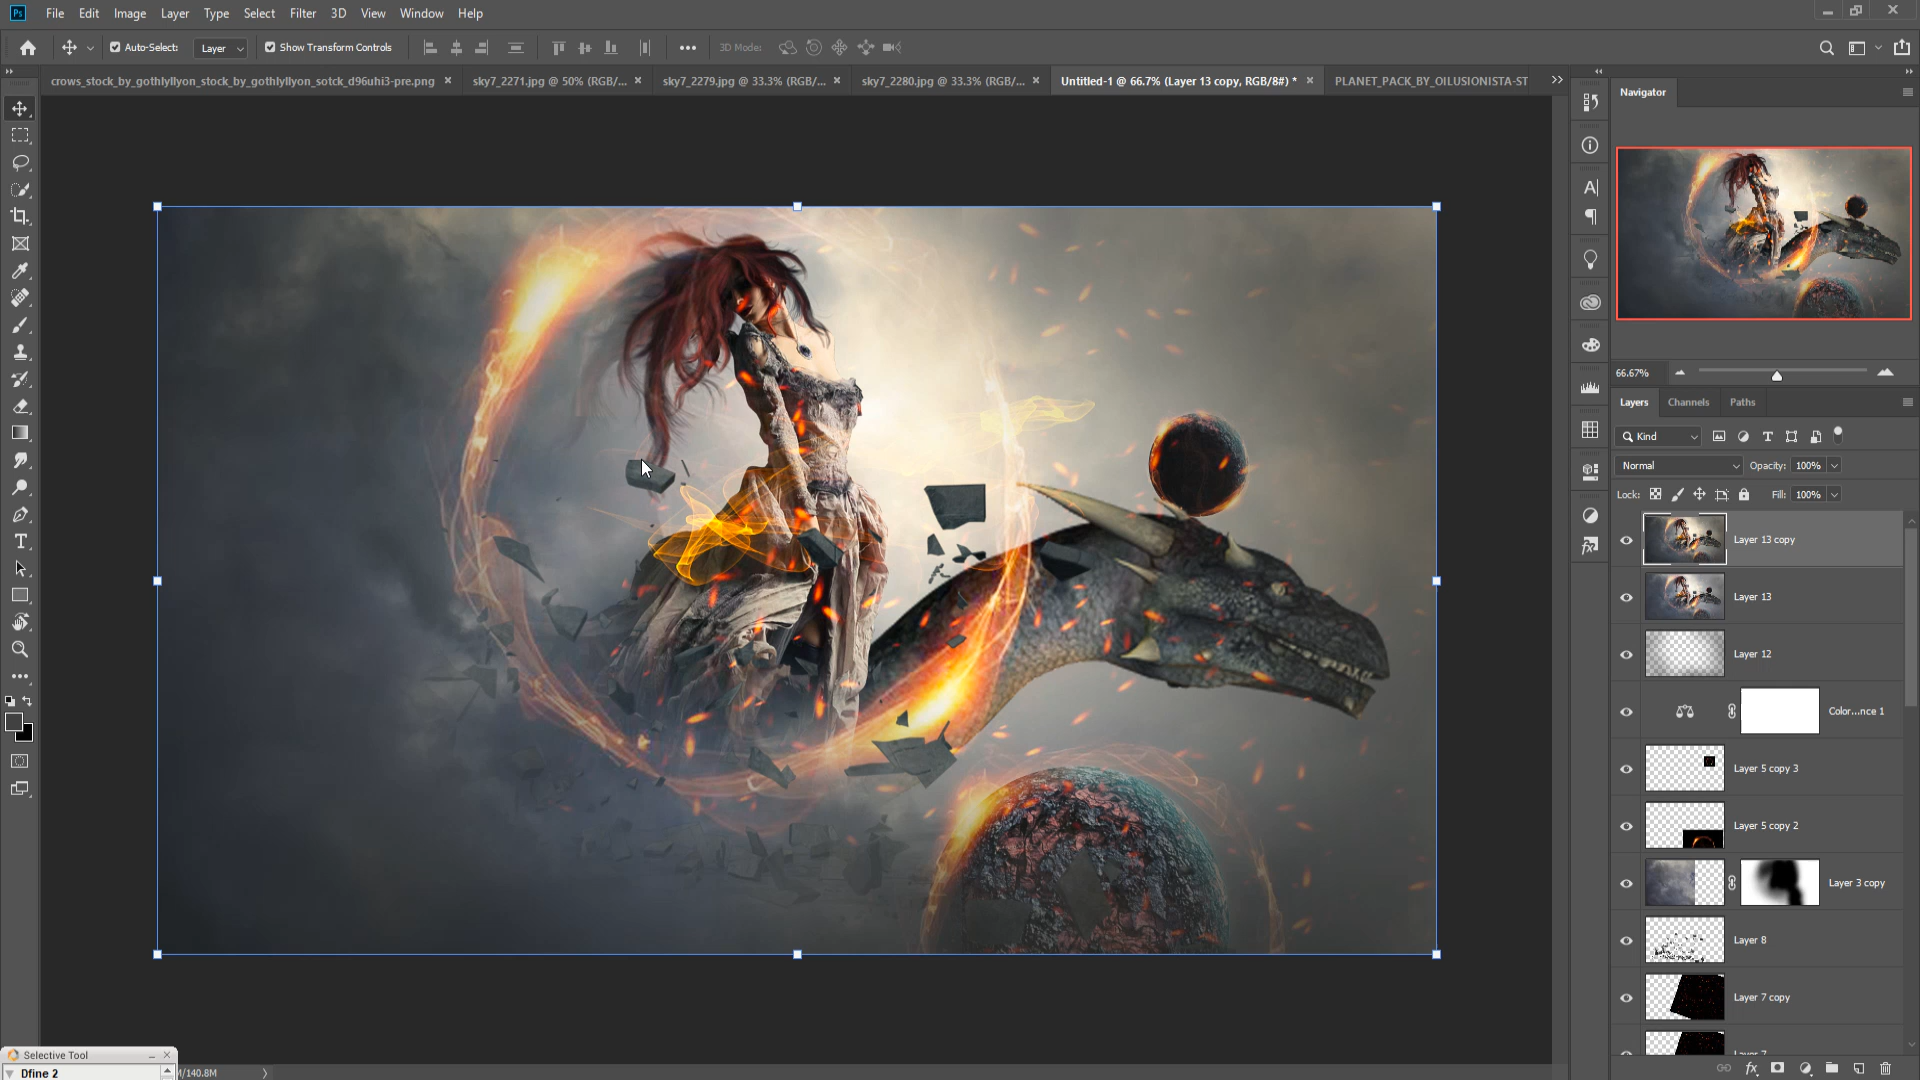 Ps File Edit Image Layer Type Select Filter 3D View Window Help
Auto-Select: Layer Show Transform Controls 3D Mode:
crows_stock_by_gothlyllyon_stock_by_gothlyllyon_sotck_d96uhi3-pre.png × sky7_2271.jpg @ 50% (RGB/... × sky7_2279.jpg @ 33.3% (RGB/... × sky7_2280.jpg @ 33.3% (RGB/... × Untitled-1 @ 66.7% (Layer 13 copy, RGB/8#) * × PLANET_PACK_BY_OILUSIONISTA-ST
Navigator
66.67%
Layers Channels Paths
Kind
Normal Opacity: 100%
Lock: Fill: 100%
Layer 13 copy
Layer 13
Layer 12
Color...nce 1
Layer 5 copy 3
Layer 5 copy 2
Layer 3 copy
Layer 8
Layer 7 copy
Layer 7
Selective Tool
Dfine 2
M/140.8M